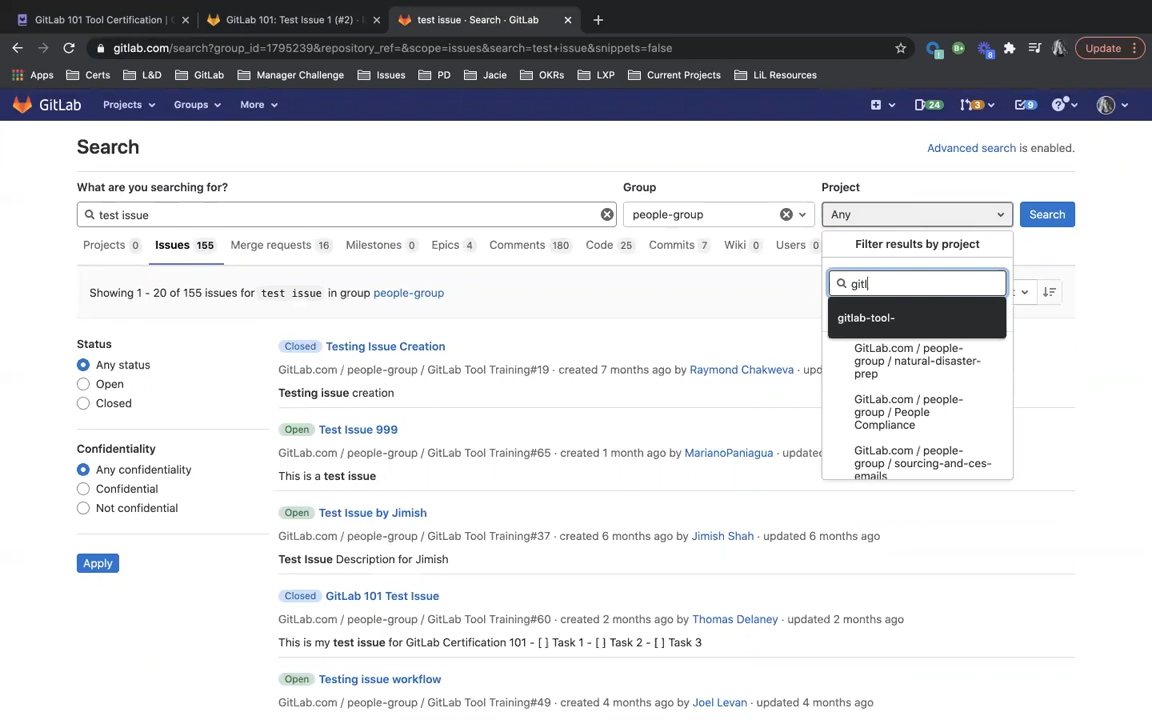 GitLab 101 Tool Certification |
GitLab 101: Test Issue 1 (#2) ·
test issue · Search · GitLab
gitlab.com/search?group_id=1795239&repository_ref=&scope=issues&search=test+issue&snippets=false
Update
Apps
Certs
L&D
GitLab
Manager Challenge
Issues
PD
Jacie
OKRs
LXP
Current Projects
LiL Resources
GitLab
Projects
Groups
More
24
3
9
Search
Advanced search is enabled.
What are you searching for?
Group
Project
test issue
people-group
Any
Search
Projects 0
Issues 155
Merge requests 16
Milestones 0
Epics 4
Comments 180
Code 25
Commits 7
Wiki 0
Users 0
Filter results by project
gitl
gitlab-tool-
GitLab.com / people-
group / natural-disaster-
prep
GitLab.com / people-
group / People
Compliance
GitLab.com / people-
group / sourcing-and-ces-
emails
Showing 1 - 20 of 155 issues for test issue in group people-group
Status
Any status
Open
Closed
Confidentiality
Any confidentiality
Confidential
Not confidential
Apply
Closed Testing Issue Creation
GitLab.com / people-group / GitLab Tool Training#19 · created 7 months ago by Raymond Chakweva · upd
Testing issue creation
Open Test Issue 999
GitLab.com / people-group / GitLab Tool Training#65 · created 1 month ago by MarianoPaniagua · update
This is a test issue
Open Test Issue by Jimish
GitLab.com / people-group / GitLab Tool Training#37 · created 6 months ago by Jimish Shah · updated 6 months ago
Test Issue Description for Jimish
Closed GitLab 101 Test Issue
GitLab.com / people-group / GitLab Tool Training#60 · created 2 months ago by Thomas Delaney · updated 2 months ago
This is my test issue for GitLab Certification 101 - [ ] Task 1 - [ ] Task 2 - [ ] Task 3
Open Testing issue workflow
GitLab.com / people-group / GitLab Tool Training#49 · created 4 months ago by Joel Levan · updated 4 months ago